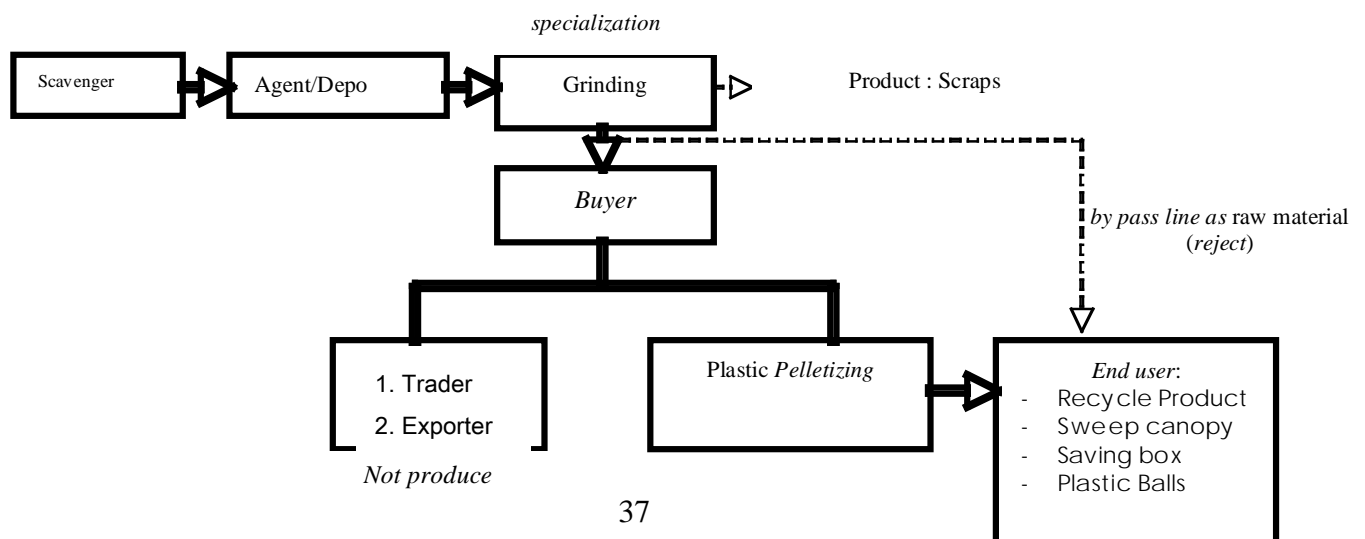 specialization
Scavenger
Agent/Depo
Grinding
Product : Scraps
Buyer
by pass line as raw material
(reject)
1. Trader
2. Exporter
Not produce
Plastic Pelletizing
End user:
- Recycle Product
- Sweep canopy
- Saving box
- Plastic Balls
37